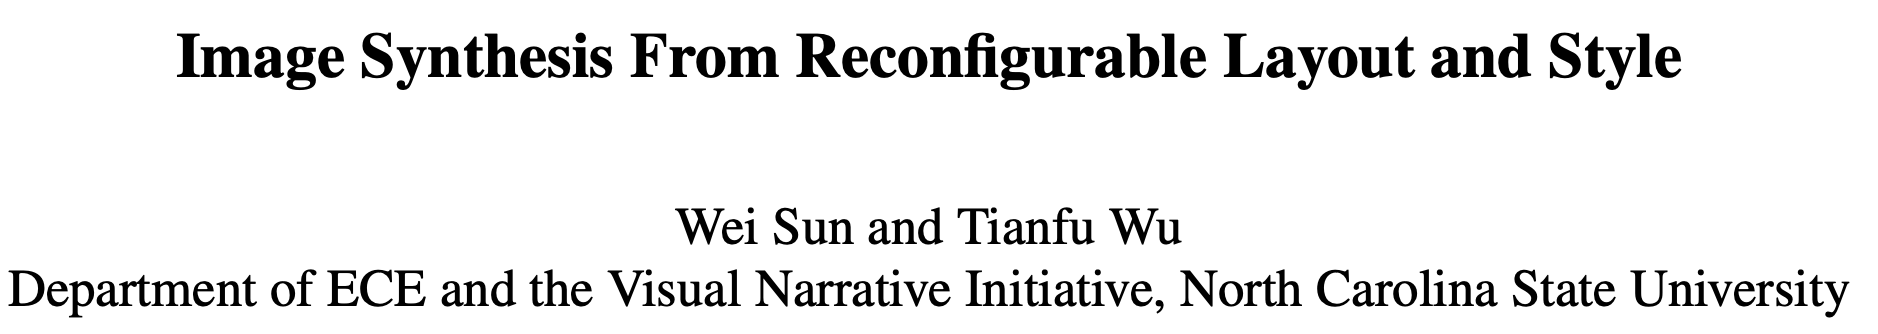 Image Synthesis From Reconfigurable Layout and Style
Wei Sun and Tianfu Wu
Department of ECE and the Visual Narrative Initiative, North Carolina State University